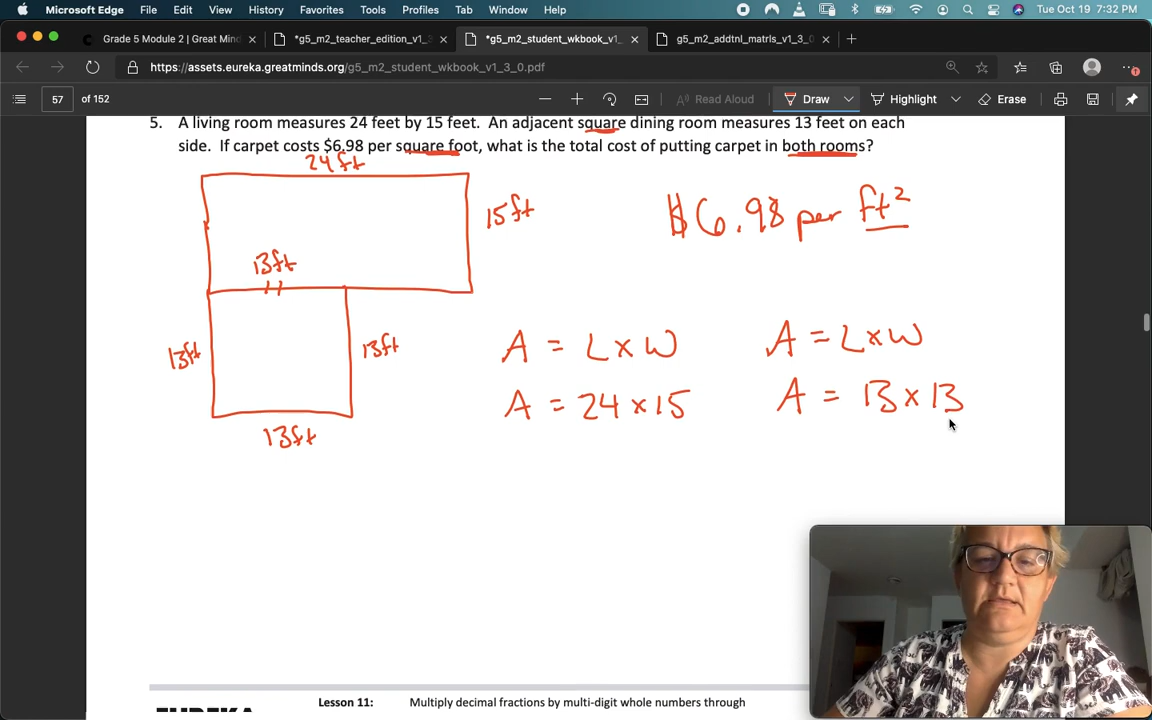 Microsoft Edge File Edit View History Favorites Tools Profiles Tab Window Help Tue Oct 19 7:32 PM
Grade 5 Module 2 | Great Mind *g5_m2_teacher_edition_v1_3 *g5_m2_student_wkbook_v1_ g5_m2_addtnl_matrls_v1_3_0
https://assets.eureka.greatminds.org/g5_m2_student_wkbook_v1_3_0.pdf
57 of 152 Read Aloud Draw Highlight Erase
5. A living room measures 24 feet by 15 feet. An adjacent square dining room measures 13 feet on each
side. If carpet costs $6.98 per square foot, what is the total cost of putting carpet in both rooms?
24ft
15ft
$6.98 per ft²
13ft
13ft
13ft
13ft
A = L x W
A = 24 x 15
A = L x W
A = 13 x 13
Lesson 11: Multiply decimal fractions by multi-digit whole numbers through
EUREKA